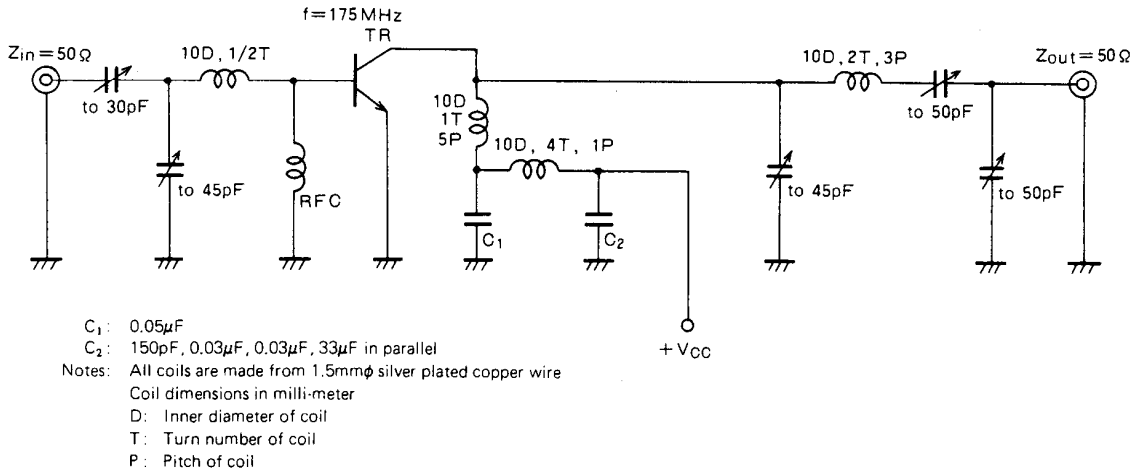 f=175MHz
TR
Zin=50Ω
10D, 1/2T
to 30pF
to 45pF
RFC
10D
1T
5P
10D, 4T, 1P
C₁
C₂
10D, 2T, 3P
to 50pF
to 45pF
to 50pF
Zout=50Ω
+VCC
C₁: 0.05μF
C₂: 150pF, 0.03μF, 0.03μF, 33μF in parallel
Notes: All coils are made from 1.5mmφ silver plated copper wire
Coil dimensions in milli-meter
D: Inner diameter of coil
T: Turn number of coil
P: Pitch of coil